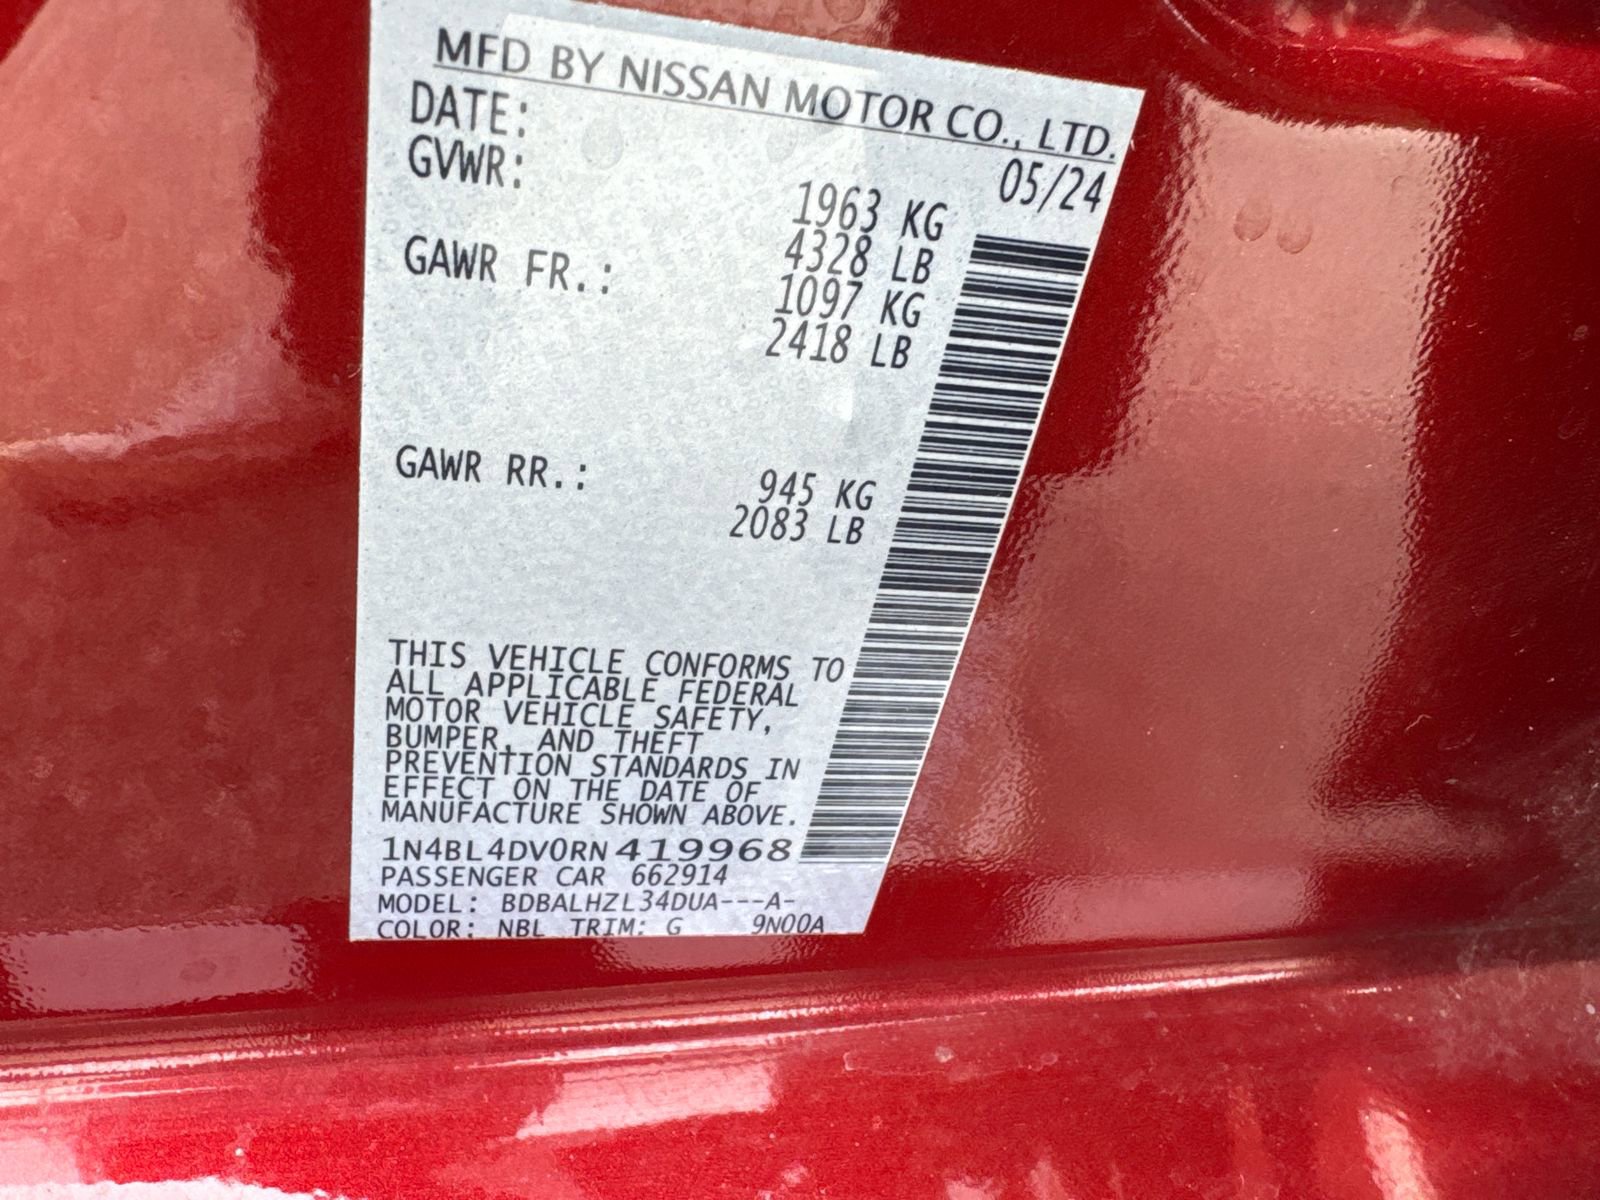 MFD BY NISSAN MOTOR CO., LTD.
DATE: 05/24
GVWR: 1963 KG
4328 LB
GAWR FR.: 1097 KG
2418 LB
GAWR RR.: 945 KG
2083 LB
THIS VEHICLE CONFORMS TO
ALL APPLICABLE FEDERAL
MOTOR VEHICLE SAFETY,
BUMPER, AND THEFT
PREVENTION STANDARDS IN
EFFECT ON THE DATE OF
MANUFACTURE SHOWN ABOVE.
1N4BL4DV0RN419968
PASSENGER CAR 662914
MODEL: BDBALHZL34DUA---A-
COLOR: NBL TRIM: G 9N00A